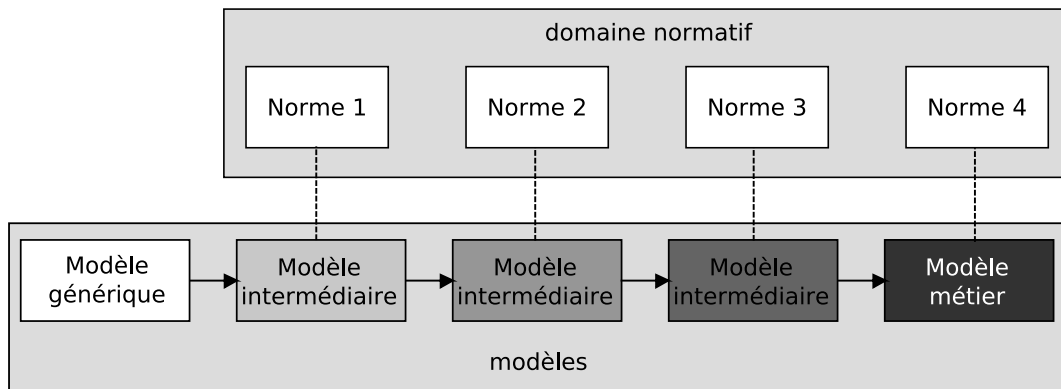 domaine normatif
Norme 1
Norme 2
Norme 3
Norme 4
Modèle
générique
Modèle
intermédiaire
Modèle
intermédiaire
Modèle
intermédiaire
Modèle
métier
modèles